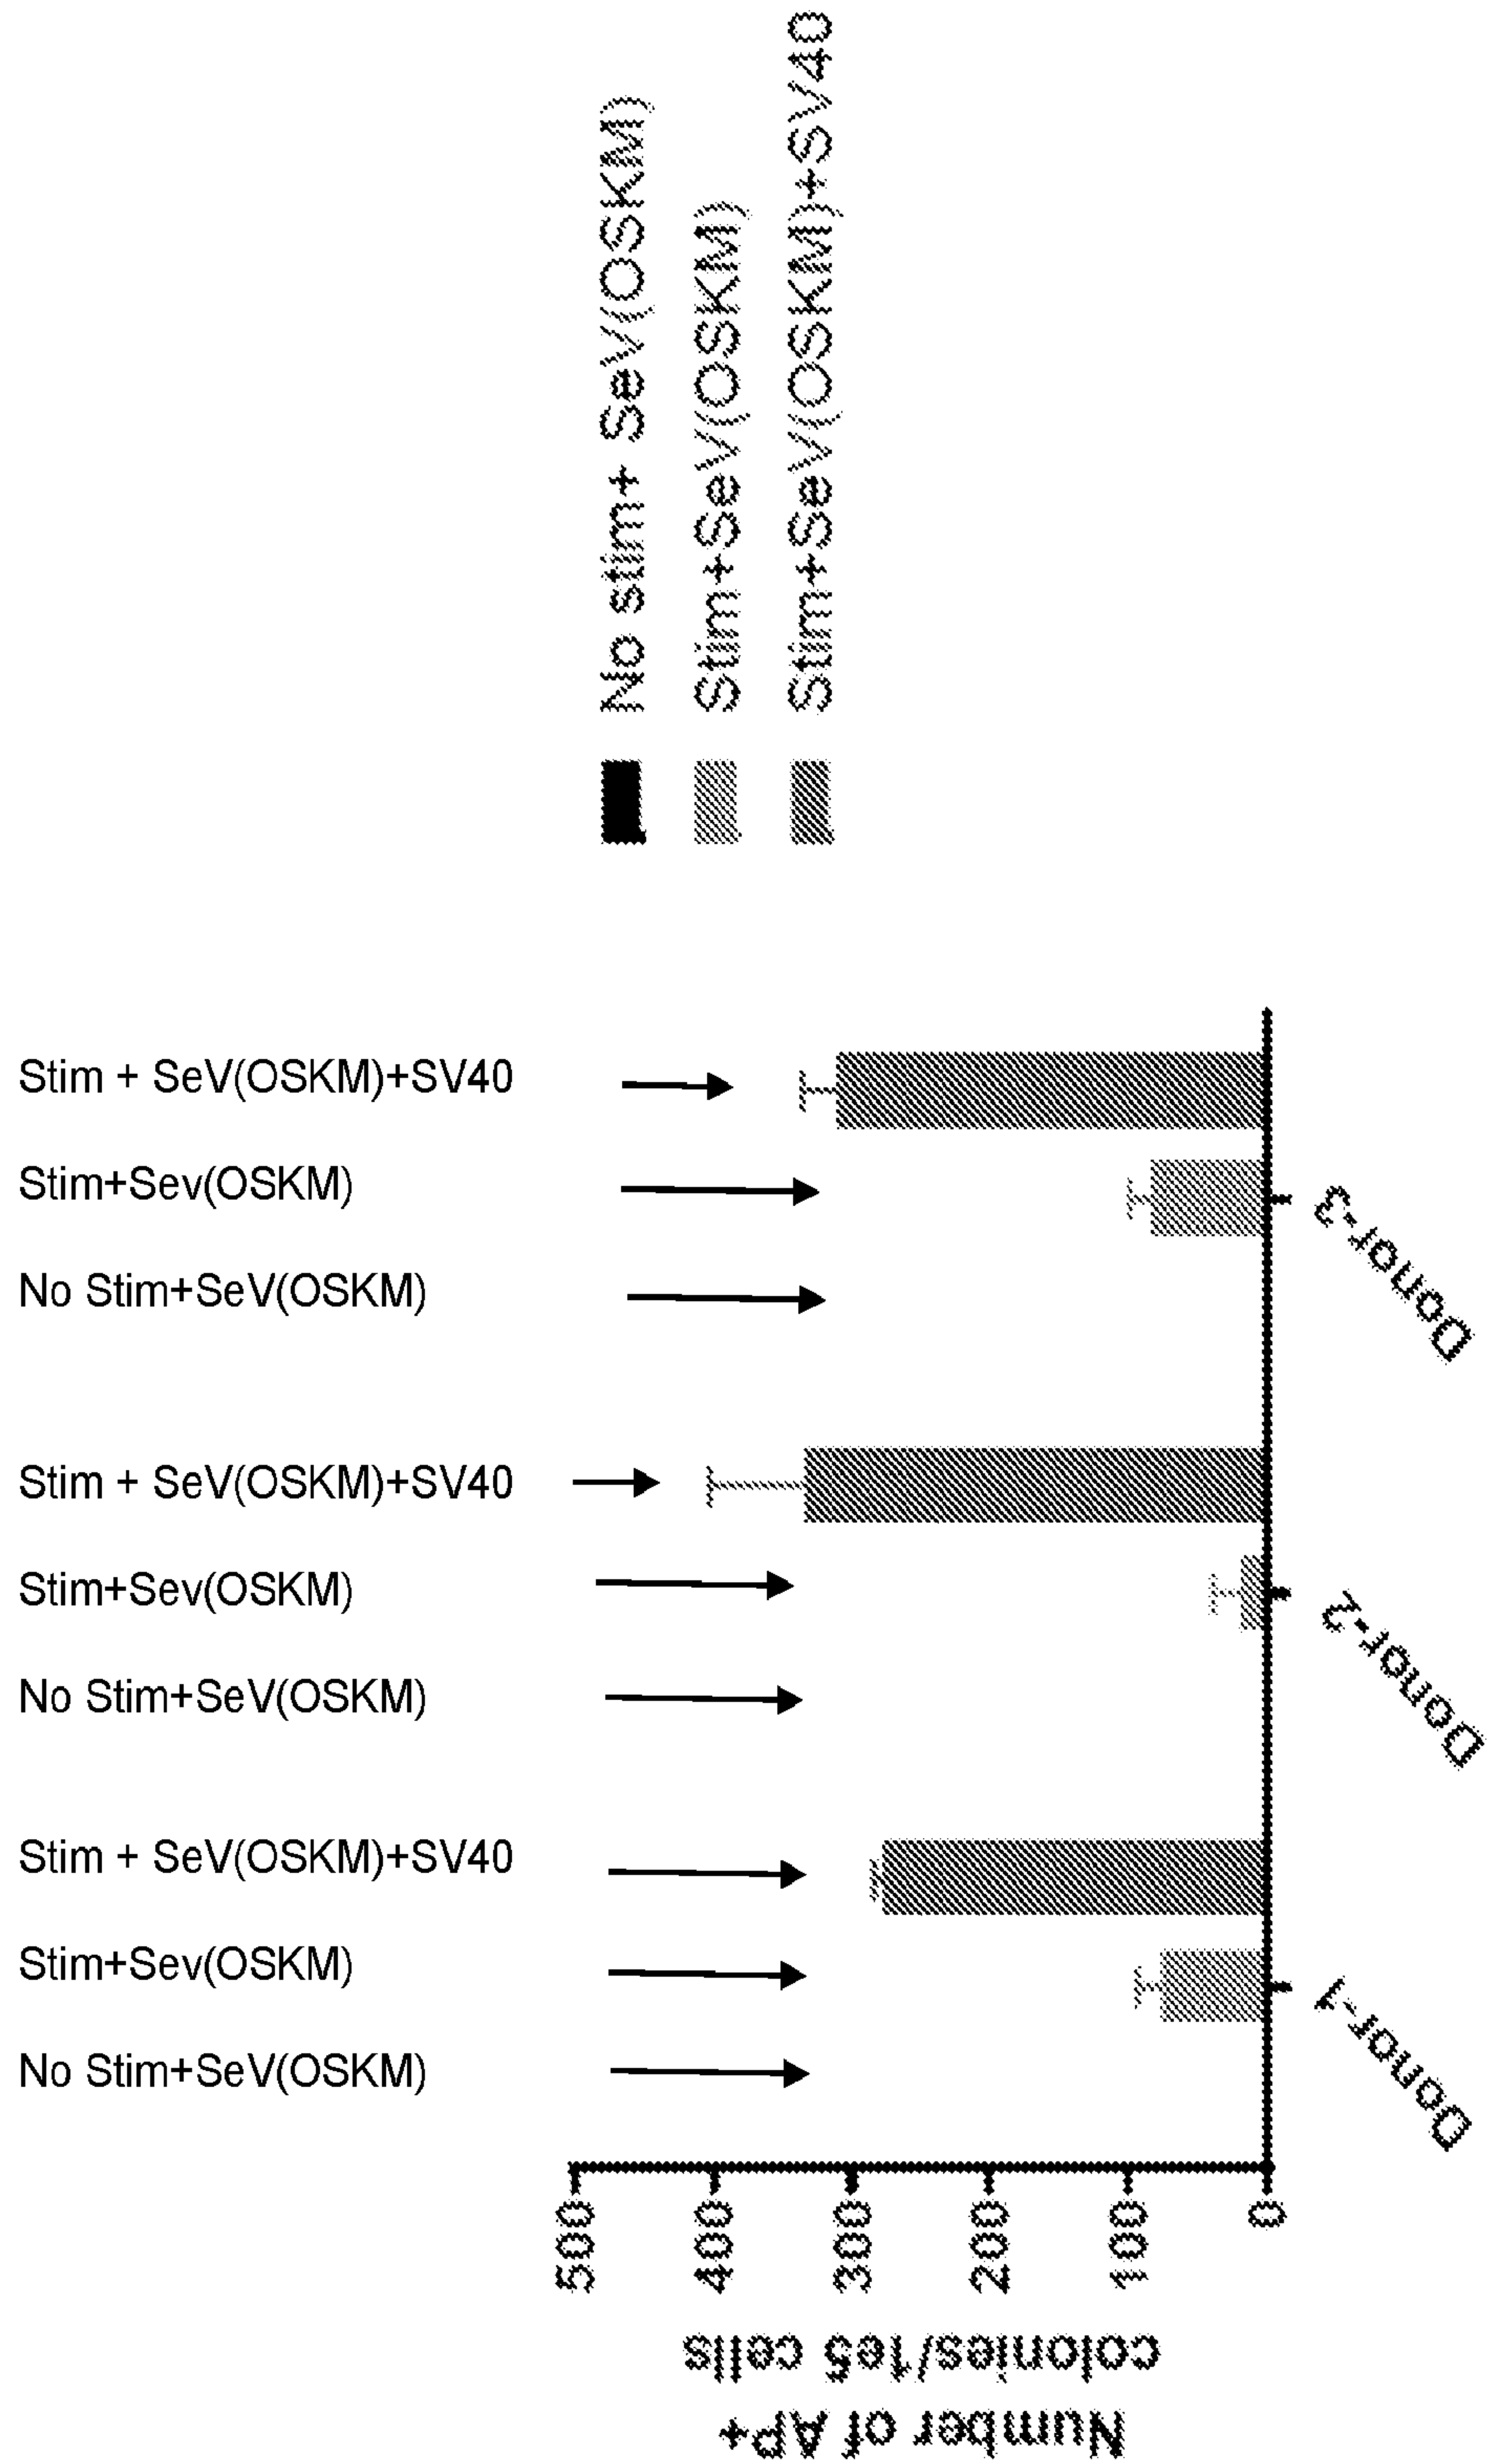 Stim + SeV(OSKM)+SV40
Stim+Sev(OSKM)
No Stim+SeV(OSKM)
Stim + SeV(OSKM)+SV40
Stim+Sev(OSKM)
No Stim+SeV(OSKM)
Stim + SeV(OSKM)+SV40
Stim+Sev(OSKM)
No Stim+SeV(OSKM)
No stim+ SeV(OSKM)
Stim+SeV(OSKM)
Stim+SeV(OSKM)+SV40
Number of AP+
colonies/1e5 cells
500
400
300
200
100
0
Donor-1
Donor-2
Donor-3